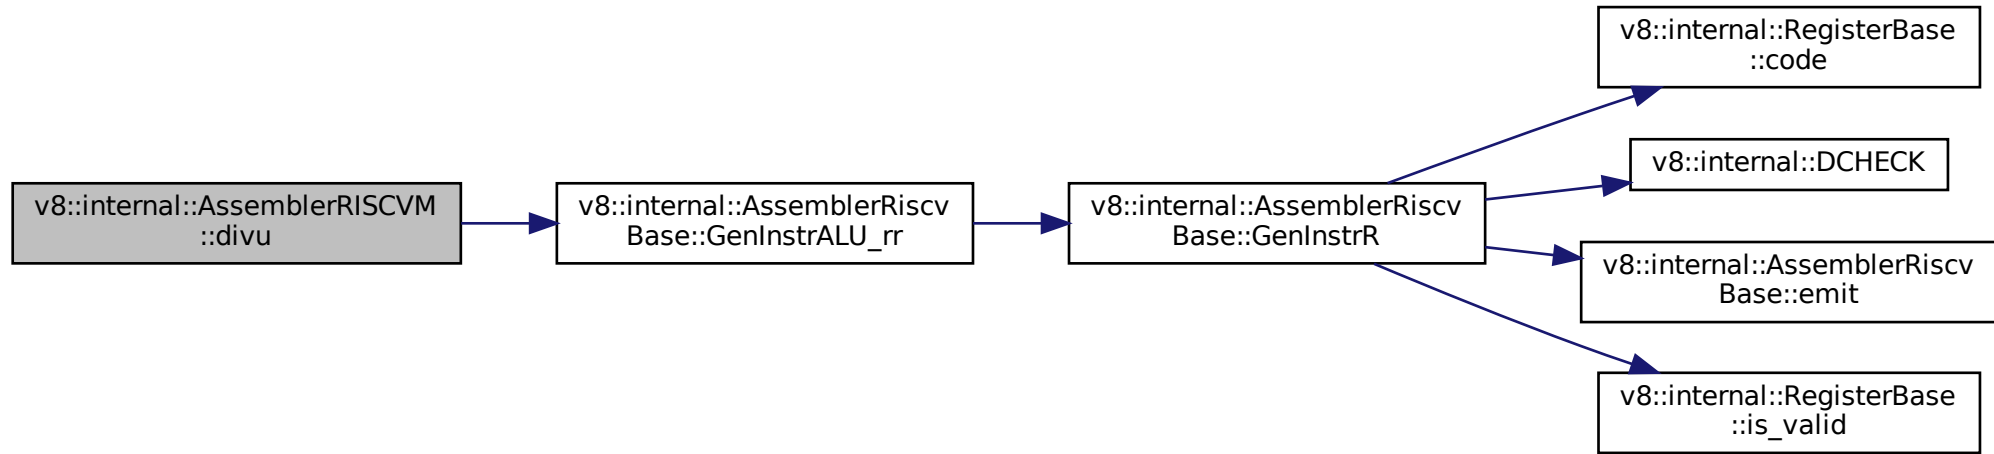 v8::internal::AssemblerRISCVM
::divu
v8::internal::AssemblerRiscv
Base::GenInstrALU_rr
v8::internal::AssemblerRiscv
Base::GenInstrR
v8::internal::RegisterBase
::code
v8::internal::DCHECK
v8::internal::AssemblerRiscv
Base::emit
v8::internal::RegisterBase
::is_valid